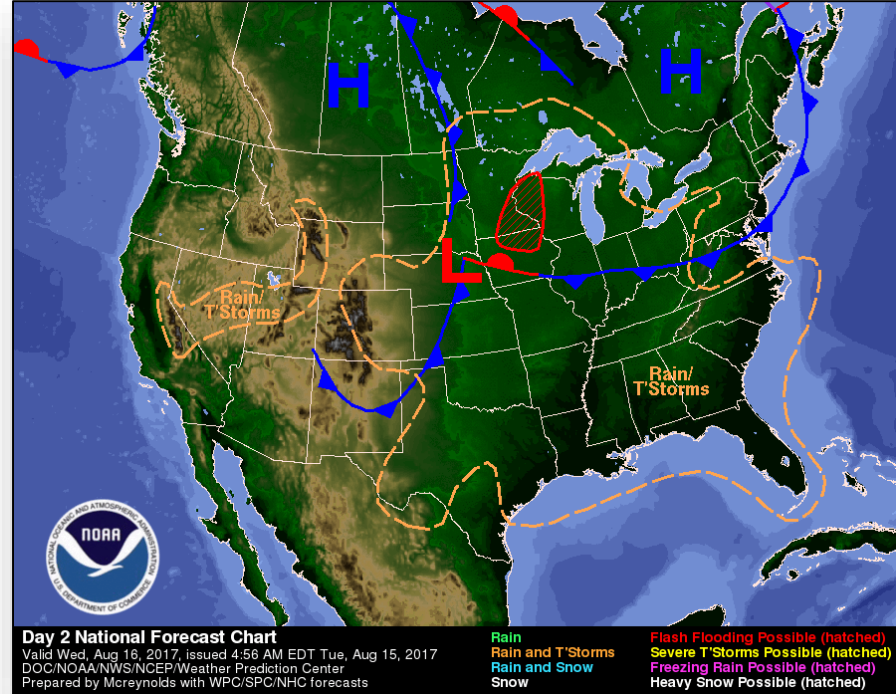 H
H
L
Rain/
T'Storms
Rain/
T'Storms
NATIONAL OCEANIC AND ATMOSPHERIC ADMINISTRATION
NOAA
U.S. DEPARTMENT OF COMMERCE
Day 2 National Forecast Chart
Valid Wed, Aug 16, 2017, issued 4:56 AM EDT Tue, Aug 15, 2017
DOC/NOAA/NWS/NCEP/Weather Prediction Center
Prepared by Mcreynolds with WPC/SPC/NHC forecasts
Rain
Rain and T'Storms
Rain and Snow
Snow
Flash Flooding Possible (hatched)
Severe T'Storms Possible (hatched)
Freezing Rain Possible (hatched)
Heavy Snow Possible (hatched)